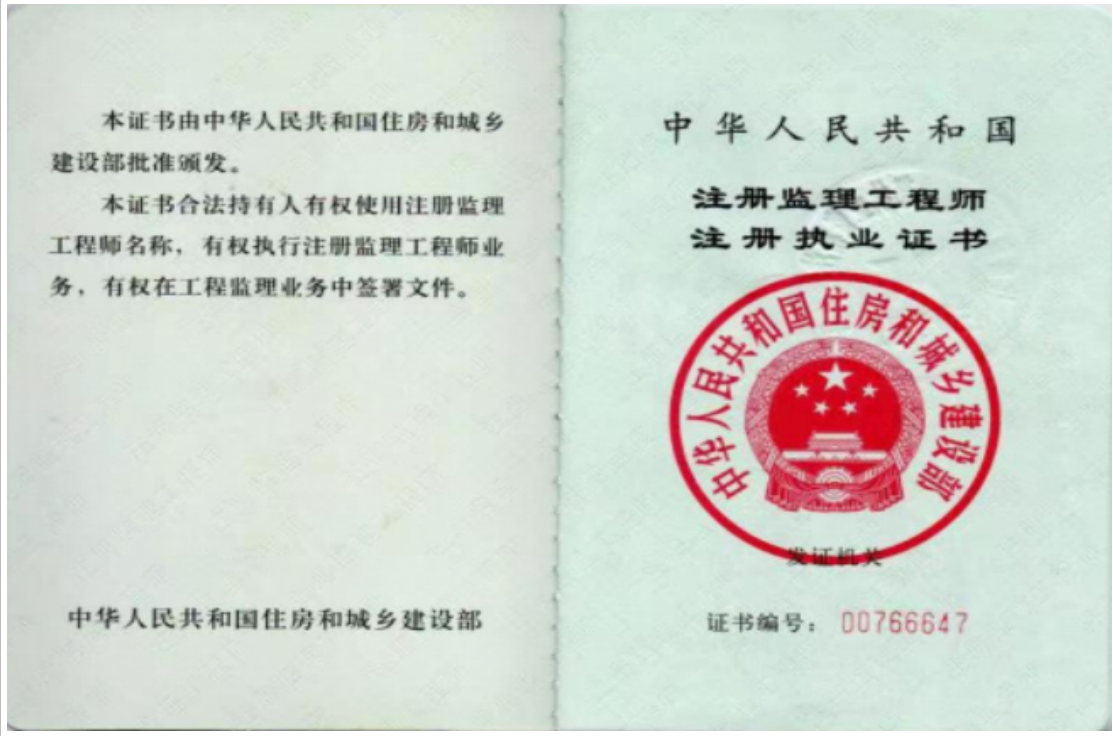 本证书由中华人民共和国住房和城乡
建设部批准颁发。
本证书合法持有人有权使用注册监理
工程师名称，有权执行注册监理工程师业
务，有权在工程监理业务中签署文件。
中华人民共和国住房和城乡建设部
中华人民共和国
注册监理工程师
注册执业证书
中华人民共和国住房和城乡建设部
发证机关
证书编号：00766647